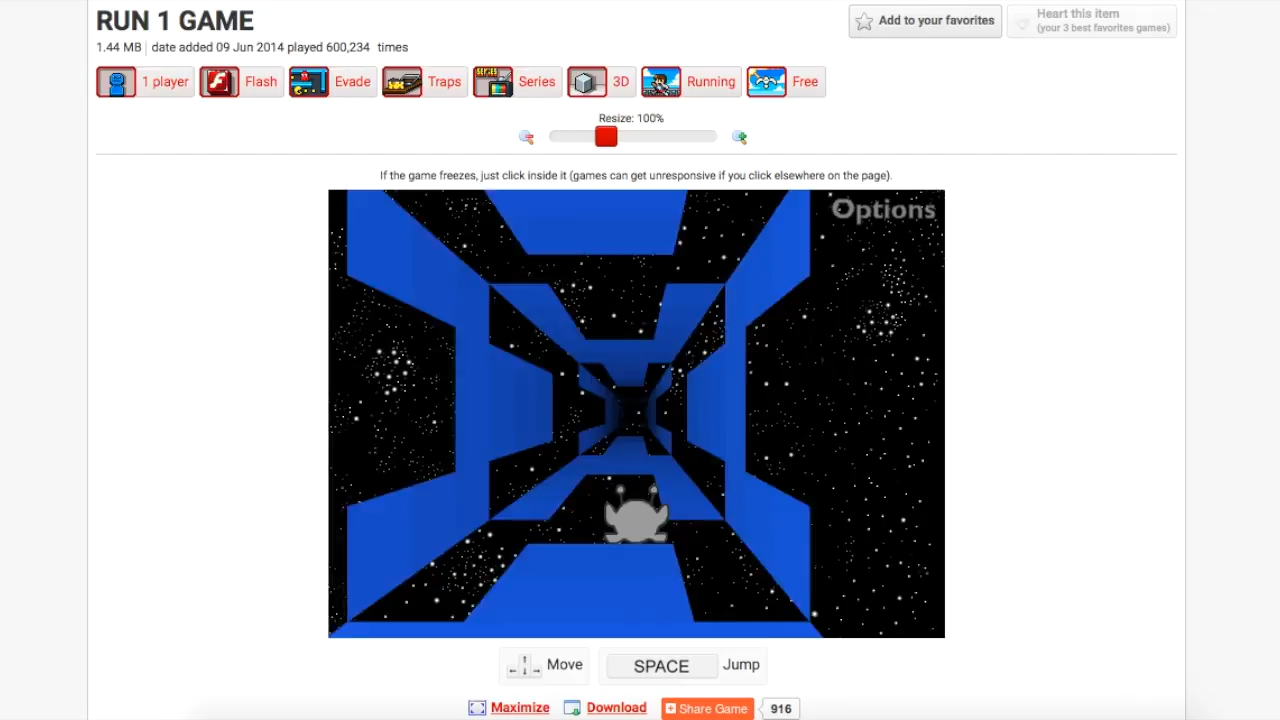 RUN 1 GAME
Add to your favorites
Heart this item
(your 3 best favorites games)
1.44 MB date added 09 Jun 2014 played 600,234 times
1 player Flash Evade Traps SERIES Series 3D Running Free
Resize: 100%
If the game freezes, just click inside it (games can get unresponsive if you click elsewhere on the page).
Options
Move SPACE Jump
Maximize Download Share Game 916